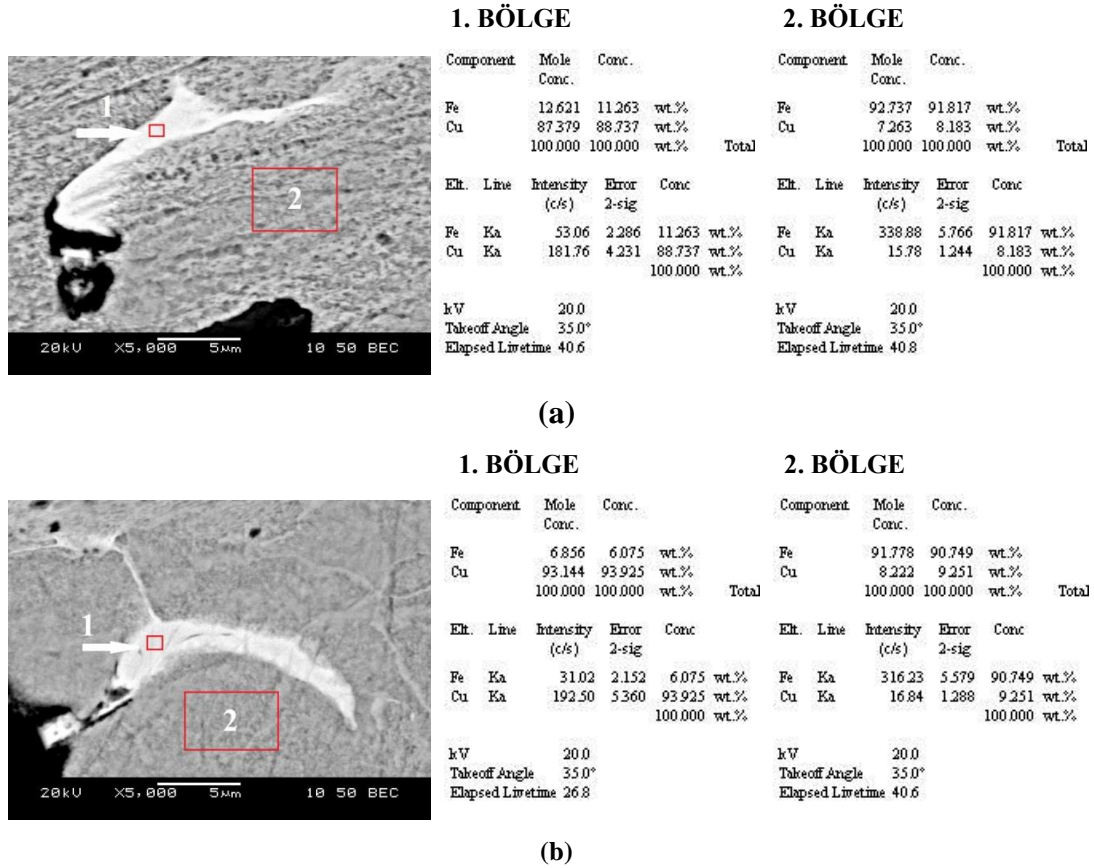 1. BÖLGE
Component Mole Conc.
Conc.
Fe 12.621 11.263 wt.%
Cu 87.379 88.737 wt.%
100.000 100.000 wt.% Total
Elt. Line Intensity Error Conc
(c/s) 2-sig
Fe Ka 53.06 2.286 11.263 wt.%
Cu Ka 181.76 4.231 88.737 wt.%
100.000 wt.%
kV 20.0
Takeoff Angle 35.0°
Elapsed Livetime 40.6
2. BÖLGE
Component Mole Conc.
Conc.
Fe 92.737 91.817 wt.%
Cu 7.263 8.183 wt.%
100.000 100.000 wt.% Total
Elt. Line Intensity Error Conc
(c/s) 2-sig
Fe Ka 338.88 5.766 91.817 wt.%
Cu Ka 15.78 1.244 8.183 wt.%
100.000 wt.%
kV 20.0
Takeoff Angle 35.0°
Elapsed Livetime 40.8
1
2
20kU X5,000 5µm 10 50 BEC
(a)
1. BÖLGE
Component Mole Conc.
Conc.
Fe 6.856 6.075 wt.%
Cu 93.144 93.925 wt.%
100.000 100.000 wt.% Total
Elt. Line Intensity Error Conc
(c/s) 2-sig
Fe Ka 31.02 2.152 6.075 wt.%
Cu Ka 192.50 5.360 93.925 wt.%
100.000 wt.%
kV 20.0
Takeoff Angle 35.0°
Elapsed Livetime 26.8
2. BÖLGE
Component Mole Conc.
Conc.
Fe 91.778 90.749 wt.%
Cu 8.222 9.251 wt.%
100.000 100.000 wt.% Total
Elt. Line Intensity Error Conc
(c/s) 2-sig
Fe Ka 316.23 5.579 90.749 wt.%
Cu Ka 16.84 1.288 9.251 wt.%
100.000 wt.%
kV 20.0
Takeoff Angle 35.0°
Elapsed Livetime 40.6
1
2
20kU X5,000 5µm 10 50 BEC
(b)